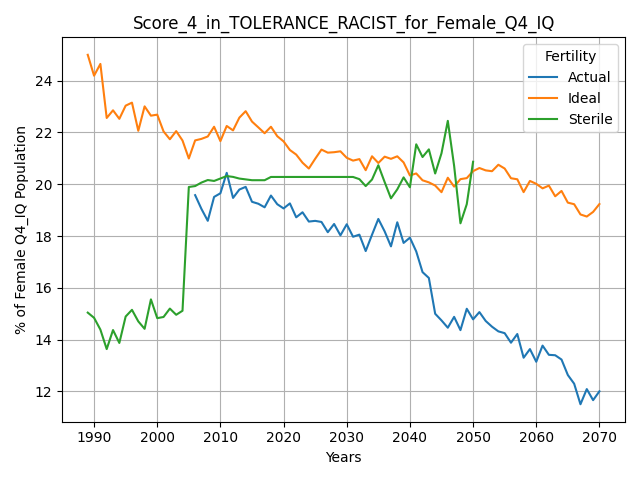 Score_4_in_TOLERANCE_RACIST_for_Female_Q4_IQ
Fertility
Actual
Ideal
Sterile
% of Female Q4_IQ Population
24
22
20
18
16
14
12
1990 2000 2010 2020 2030 2040 2050 2060 2070
Years